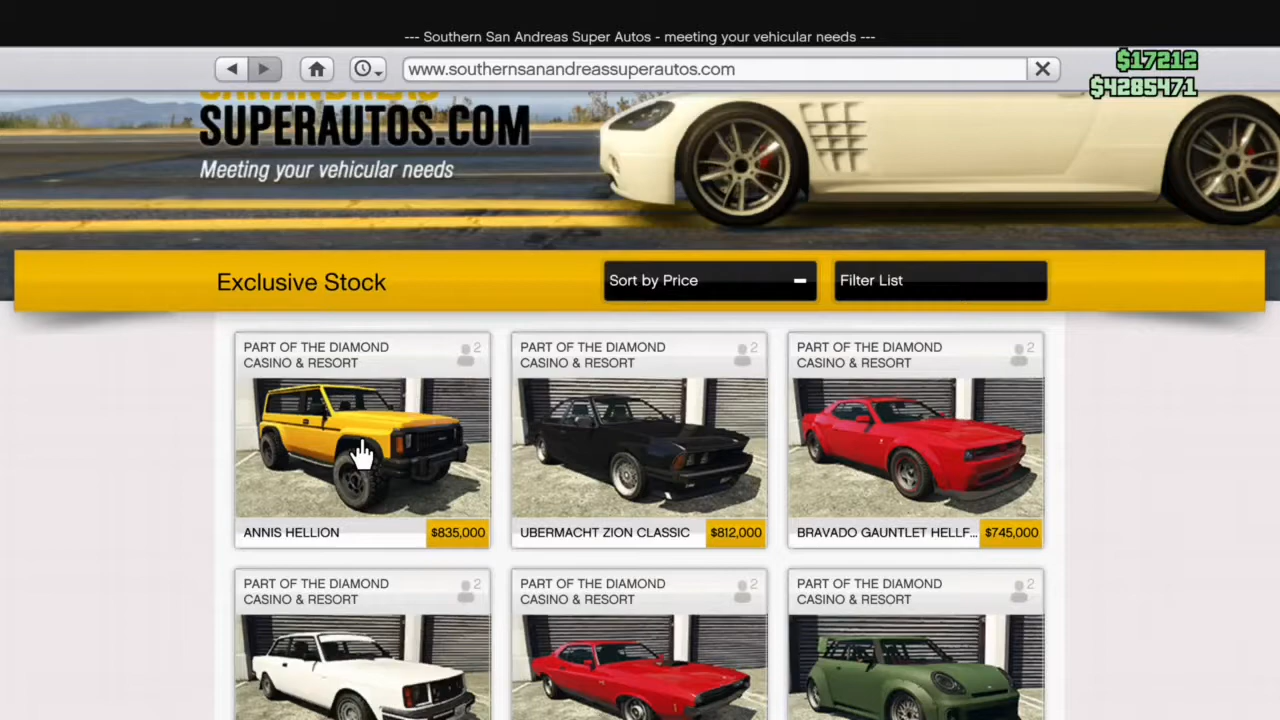 --- Southern San Andreas Super Autos - meeting your vehicular needs ---
www.southernsanandreassuperautos.com
$17212
$4285471
SANANDREAS
SUPERAUTOS.COM
Meeting your vehicular needs
Exclusive Stock
Sort by Price
Filter List
PART OF THE DIAMOND
CASINO & RESORT
2
ANNIS HELLION
$835,000
PART OF THE DIAMOND
CASINO & RESORT
2
UBERMACHT ZION CLASSIC
$812,000
PART OF THE DIAMOND
CASINO & RESORT
2
BRAVADO GAUNTLET HELLF...
$745,000
PART OF THE DIAMOND
CASINO & RESORT
2
PART OF THE DIAMOND
CASINO & RESORT
2
PART OF THE DIAMOND
CASINO & RESORT
2